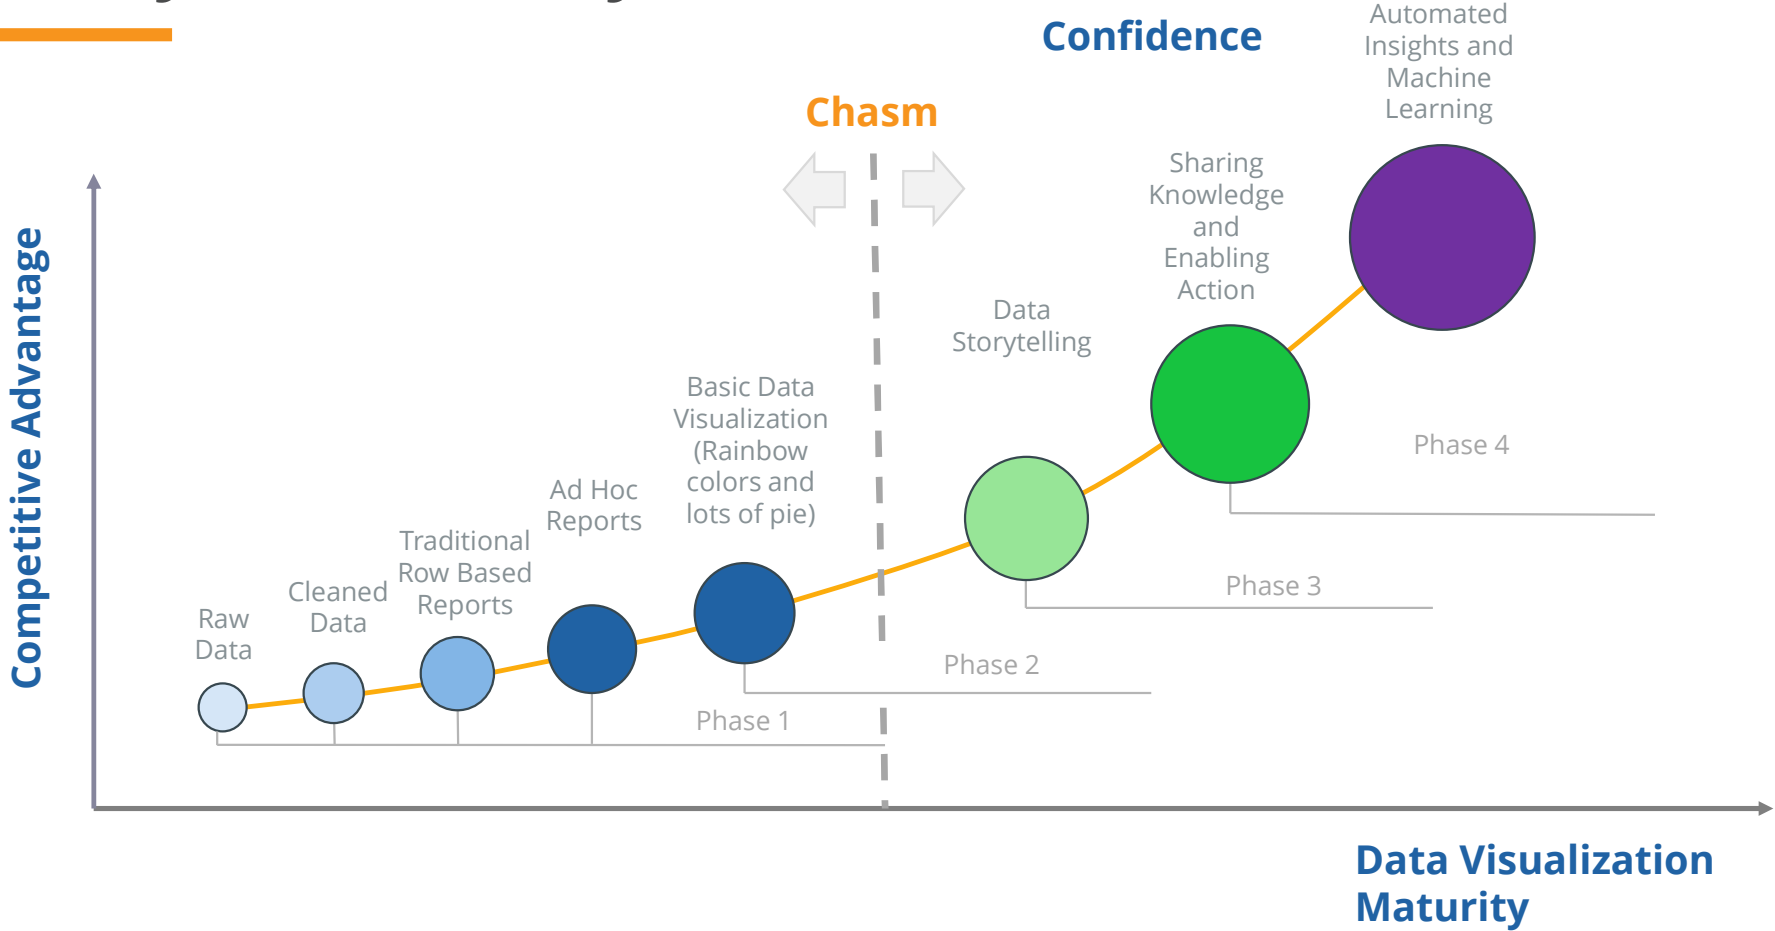 Confidence
Automated
Insights and
Machine
Learning
Chasm
Sharing
Knowledge
and
Enabling
Action
Data
Storytelling
Basic Data
Visualization
(Rainbow
colors and
lots of pie)
Ad Hoc
Reports
Traditional
Row Based
Reports
Cleaned
Data
Raw
Data
Competitive Advantage
Phase 4
Phase 3
Phase 2
Phase 1
Data Visualization
Maturity